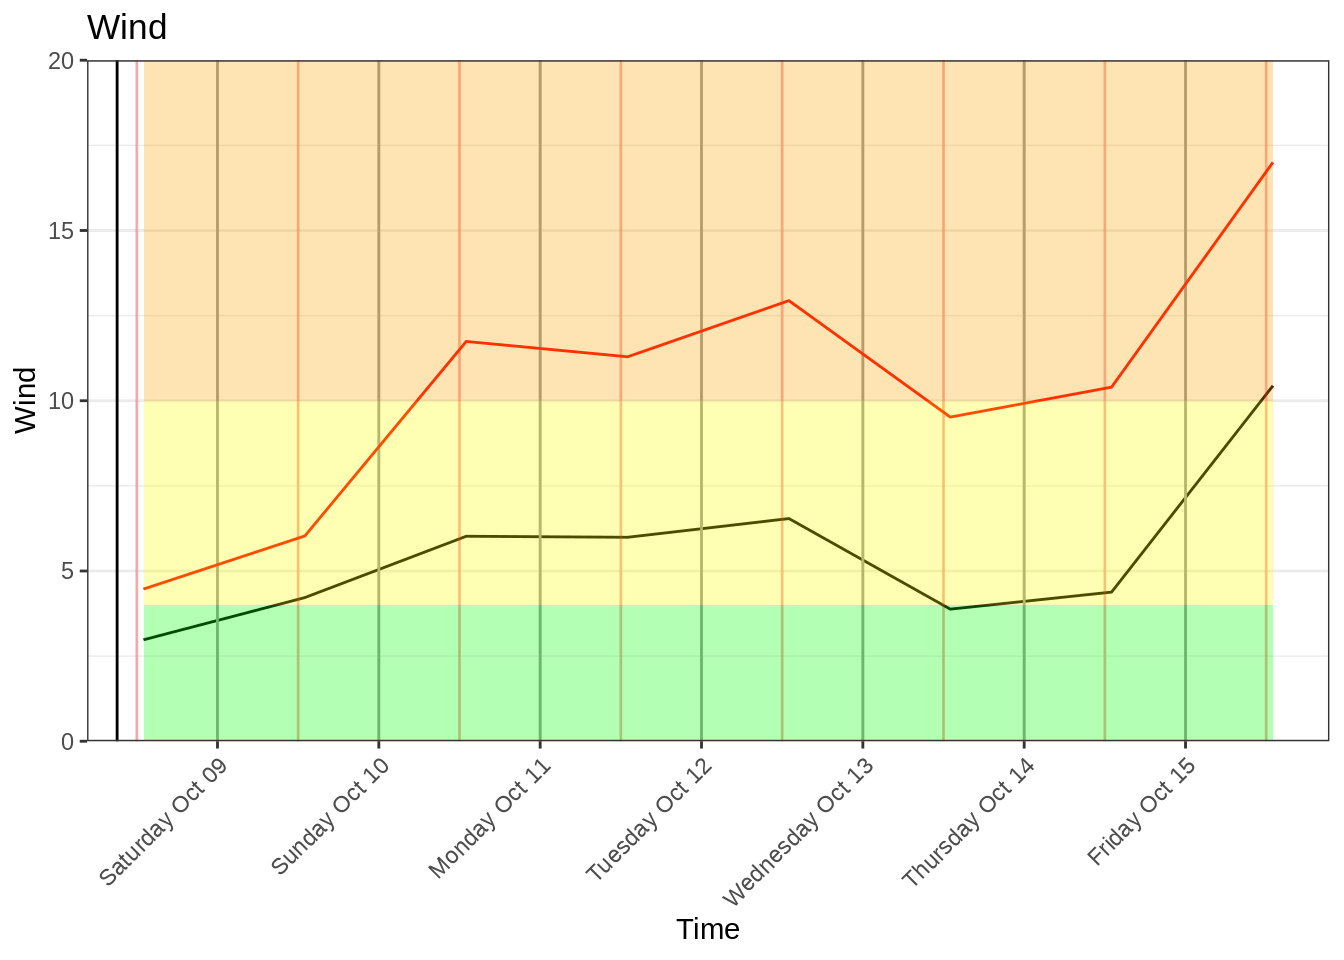 Wind
20
15
10
5
0
Wind
Saturday Oct 09
Sunday Oct 10
Monday Oct 11
Tuesday Oct 12
Wednesday Oct 13
Thursday Oct 14
Friday Oct 15
Time